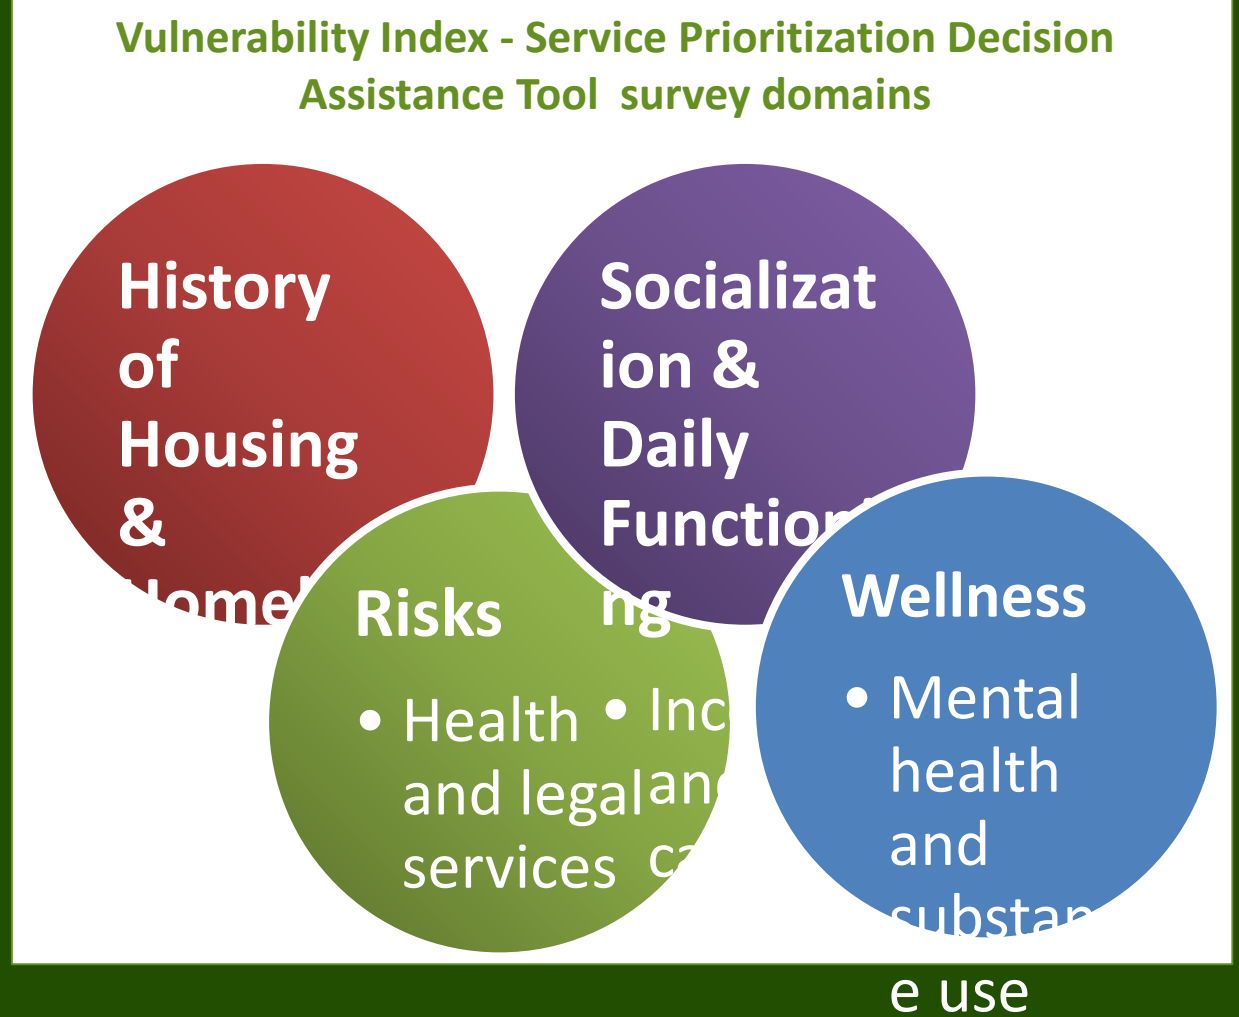 Vulnerability Index - Service Prioritization Decision
Assistance Tool survey domains
History
of
Housing
&
Socializat
ion &
Daily
ng
Risks
• Health
and legal
services
Wellness
• Mental
health
and
e use